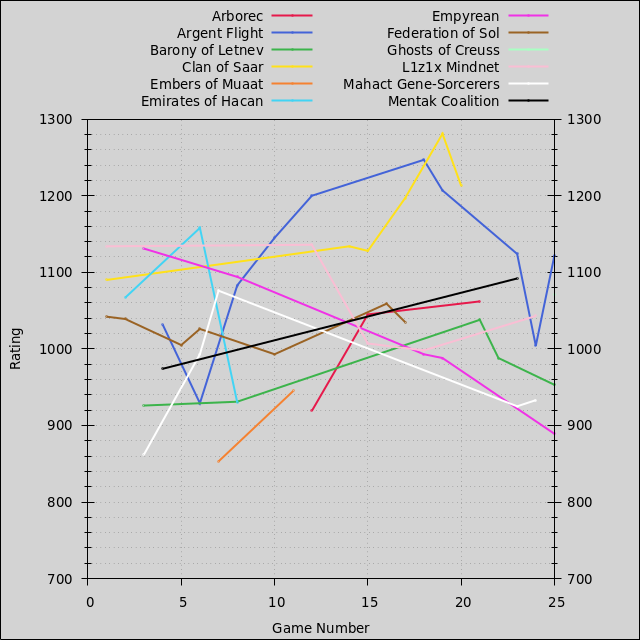 Arborec
Argent Flight
Barony of Letnev
Clan of Saar
Embers of Muaat
Emirates of Hacan
Empyrean
Federation of Sol
Ghosts of Creuss
L1z1x Mindnet
Mahact Gene-Sorcerers
Mentak Coalition
1300 1300
1200 1200
1100 1100
1000 1000
900 900
800 800
700 700
Rating
0 5 10 15 20 25
Game Number